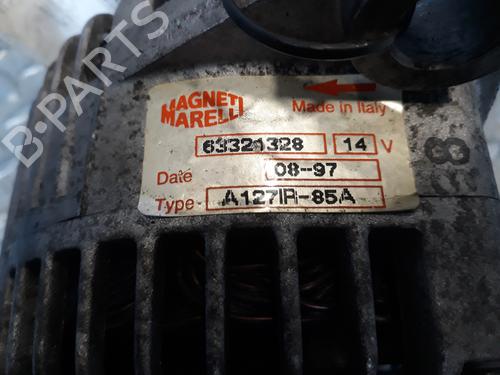 MAGNETI
MARELLI
Made in Italy
63321328 14 V
Date 08--97
Type A127IR-85A
B-PARTS